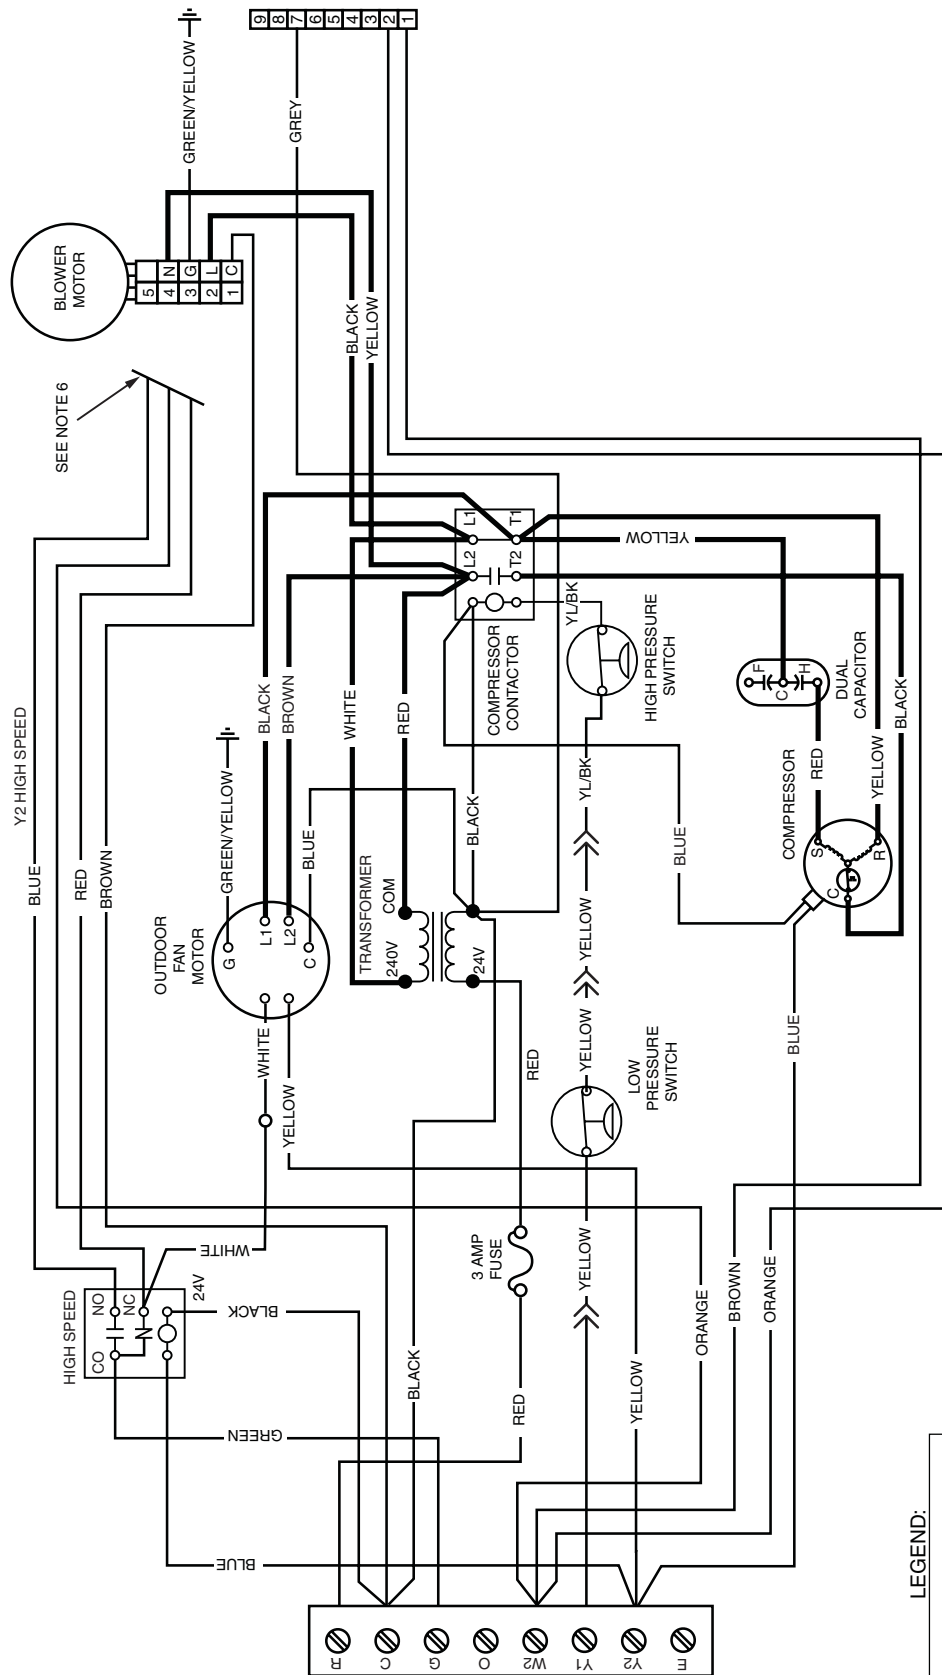 9
8
7
6
5
4
3
2
1
GREEN/YELLOW
GREY
BLOWER
MOTOR
5
4
3
2
1
N
G
L
C
SEE NOTE 6
BLACK
YELLOW
Y2 HIGH SPEED
BLUE
RED
BROWN
GREEN/YELLOW
BLACK
BROWN
BLUE
WHITE
RED
OUTDOOR
FAN
MOTOR
G
L1
L2
C
WHITE
YELLOW
TRANSFORMER
240V
COM
24V
BLACK
L1
L2
T1
T2
COMPRESSOR
CONTACTOR
YL/BK
HIGH PRESSURE
SWITCH
YL/BK
YELLOW
YELLOW
LOW
PRESSURE
SWITCH
YELLOW
YELLOW
F
C
H
DUAL
CAPACITOR
COMPRESSOR
RED
YELLOW
BLACK
S
C
R
BLUE
BLUE
RED
3 AMP
FUSE
RED
HIGH SPEED
CO
NO
NC
24V
WHITE
BLACK
GREEN
BLACK
BLUE
YELLOW
ORANGE
BROWN
ORANGE
R
C
G
O
W2
Y1
Y2
E
LEGEND: